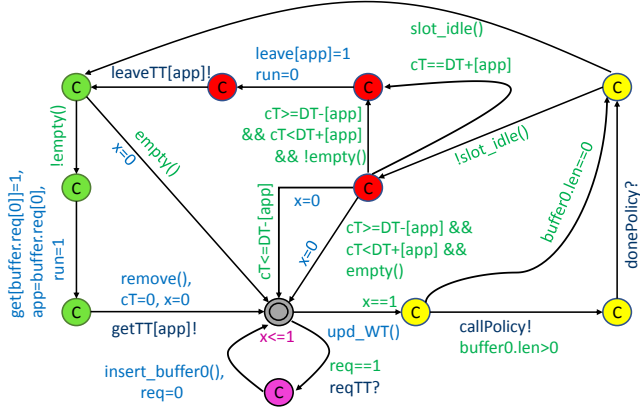 slot_idle()
leave[app]=1
run=0
leaveTT[app]!
cT==DT+[app]
C
C
C
C
cT>=DT-[app]
&& cT<DT+[app]
&& !empty()
!empty()
empty()
x=0
!slot_idle()
C
C
x=0
cT<=DT-[app]
x=0
cT>=DT-[app] &&
cT<DT+[app] &&
empty()
buffer0.len==0
donePolicy?
get[buffer.req[0]]=1,
app=buffer.req[0],
run=1
remove(),
cT=0, x=0
C
getTT[app]!
x<=1
x==1
upd_WT()
C
callPolicy!
buffer0.len>0
C
insert_buffer0(),
req=0
req==1
reqTT?
C